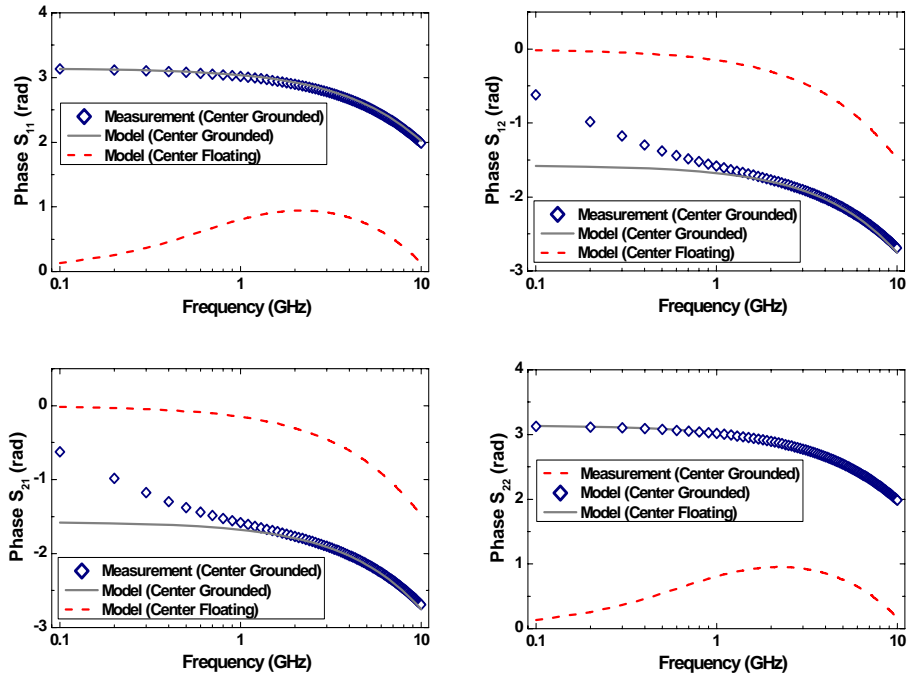 4
3
2
1
0
Phase S11 (rad)
Measurement (Center Grounded)
Model (Center Grounded)
Model (Center Floating)
0.1
1
10
Frequency (GHz)
0
-1
-2
-3
Phase S12 (rad)
Measurement (Center Grounded)
Model (Center Grounded)
Model (Center Floating)
0.1
1
10
Frequency (GHz)
0
-1
-2
-3
Phase S21 (rad)
Measurement (Center Grounded)
Model (Center Grounded)
Model (Center Floating)
0.1
1
10
Frequency (GHz)
4
3
2
1
0
Phase S22 (rad)
Measurement (Center Grounded)
Model (Center Grounded)
Model (Center Floating)
0.1
1
10
Frequency (GHz)